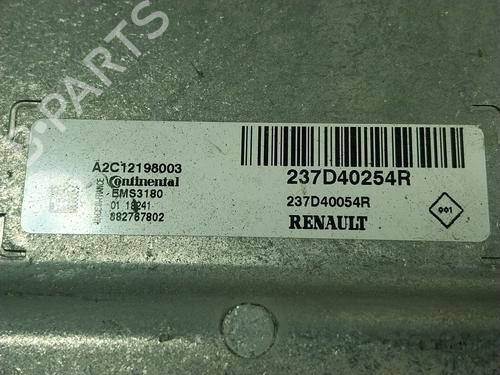 B-PARTS
A2C12198003
Continental
EMS3180
MADE IN FRANCE
01 18241
882767802
237D40254R
237D40054R
RENAULT
001